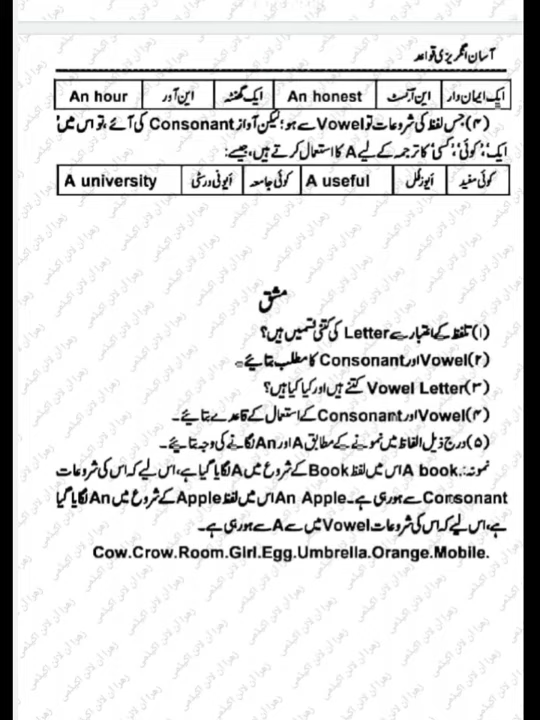 آسان انگریزی قواعد
ایک ایمان دار | این آنسٹ | An honest | ایک گھنٹہ | این آور | An hour
(۴) جس لفظ کی شروعات تو Vowel سے ہو؛ لیکن آواز Consonant کی آئے، تو اس میں
ایک'، 'کوئی'، 'کسی' کا ترجمہ کے لیے A کا استعمال کرتے ہیں، جیسے:
کوئی مفید | اَیوزفل | A useful | کوئی جامعہ | اَیونی ورسٹی | A university
مشق
(۱) تلفظ کے اعتبار سے Letter کی کتنی قسمیں ہیں؟
(۲) Vowel اور Consonant کا مطلب بتائیے۔
(۳) Vowel Letter کتنے ہیں اور کیا کیا ہیں؟
(۴) Vowel اور Consonant کے استعمال کے قاعدے بتائیے۔
(۵) درج ذیل الفاظ میں نمونے کے مطابق A اور An لگانے کی وجہ بتائیے۔
نمونہ: A book. اس میں لفظ Book کے شروع میں A لگایا گیا ہے، اس لیے کہ اس کی شروعات
Consonant سے ہو رہی ہے۔ An Apple اس میں لفظ Apple کے شروع میں An لگایا گیا
ہے، اس لیے کہ اس کی شروعات Vowel میں سے A سے ہو رہی ہے۔
Cow.Crow.Room.Girl.Egg.Umbrella.Orange.Mobile.